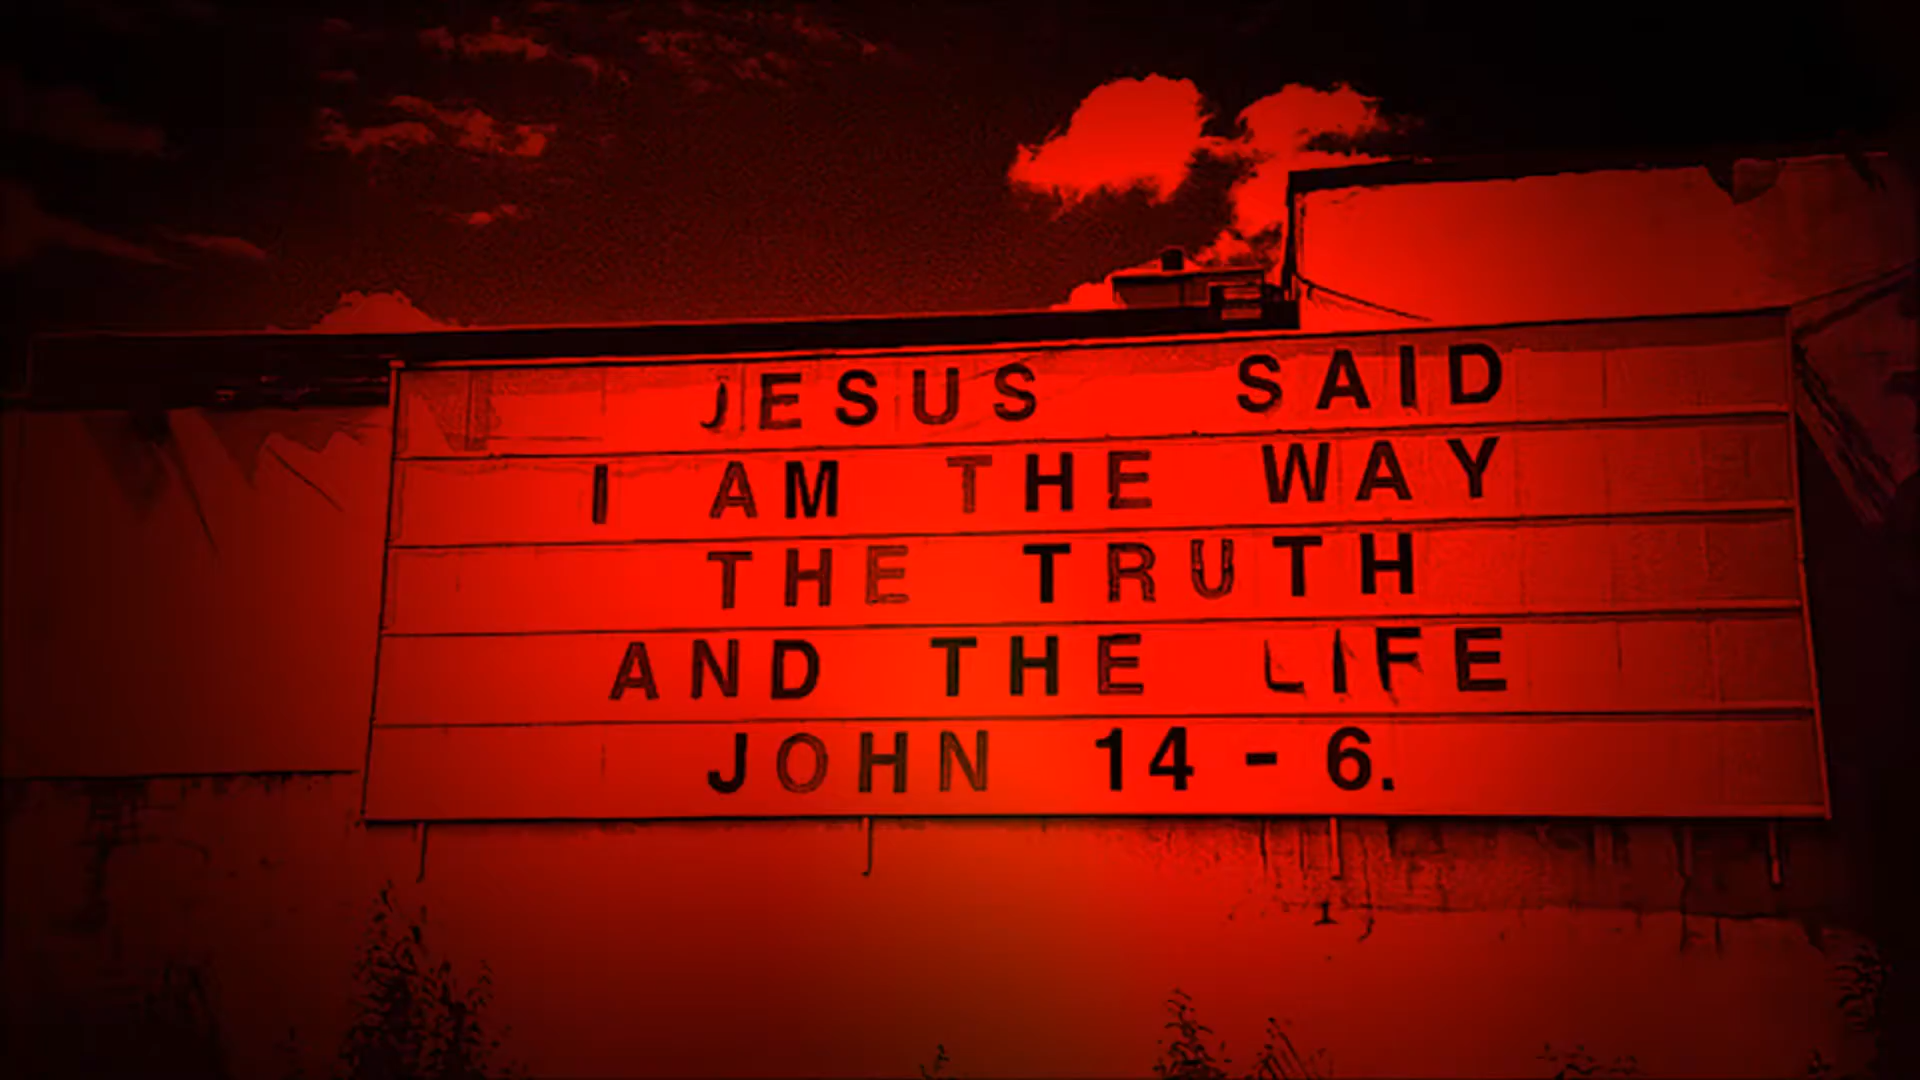 JESUS SAID
I AM THE WAY
THE TRUTH
AND THE LIFE
JOHN 14 - 6.